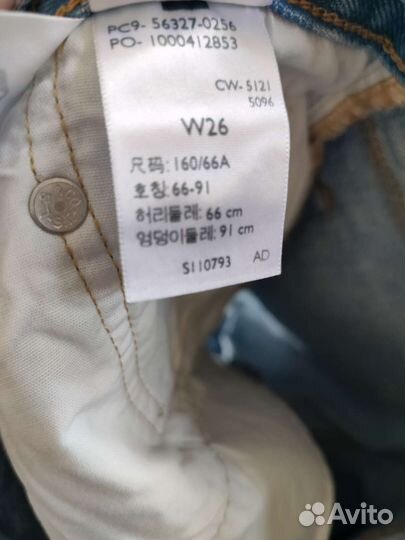 PC9- 56327-0256
PO- 1000412853
CW- 5121
5096
W26
尺码: 160/66A
호칭: 66-91
허리둘레: 66 cm
엉덩이둘레: 91 cm
S110793 AD
Avito